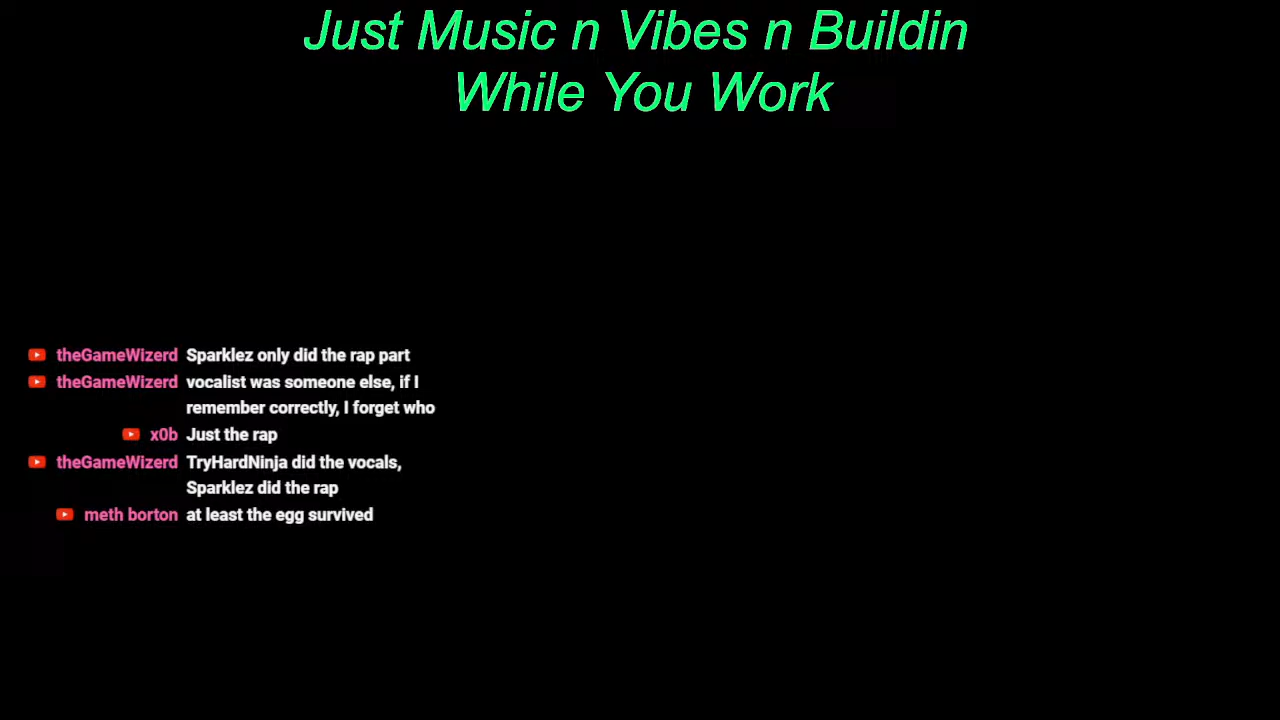 Just Music n Vibes n Buildin
While You Work
theGameWizerd Sparklez only did the rap part
theGameWizerd vocalist was someone else, if I
remember correctly, I forget who
x0b Just the rap
theGameWizerd TryHardNinja did the vocals,
Sparklez did the rap
meth borton at least the egg survived